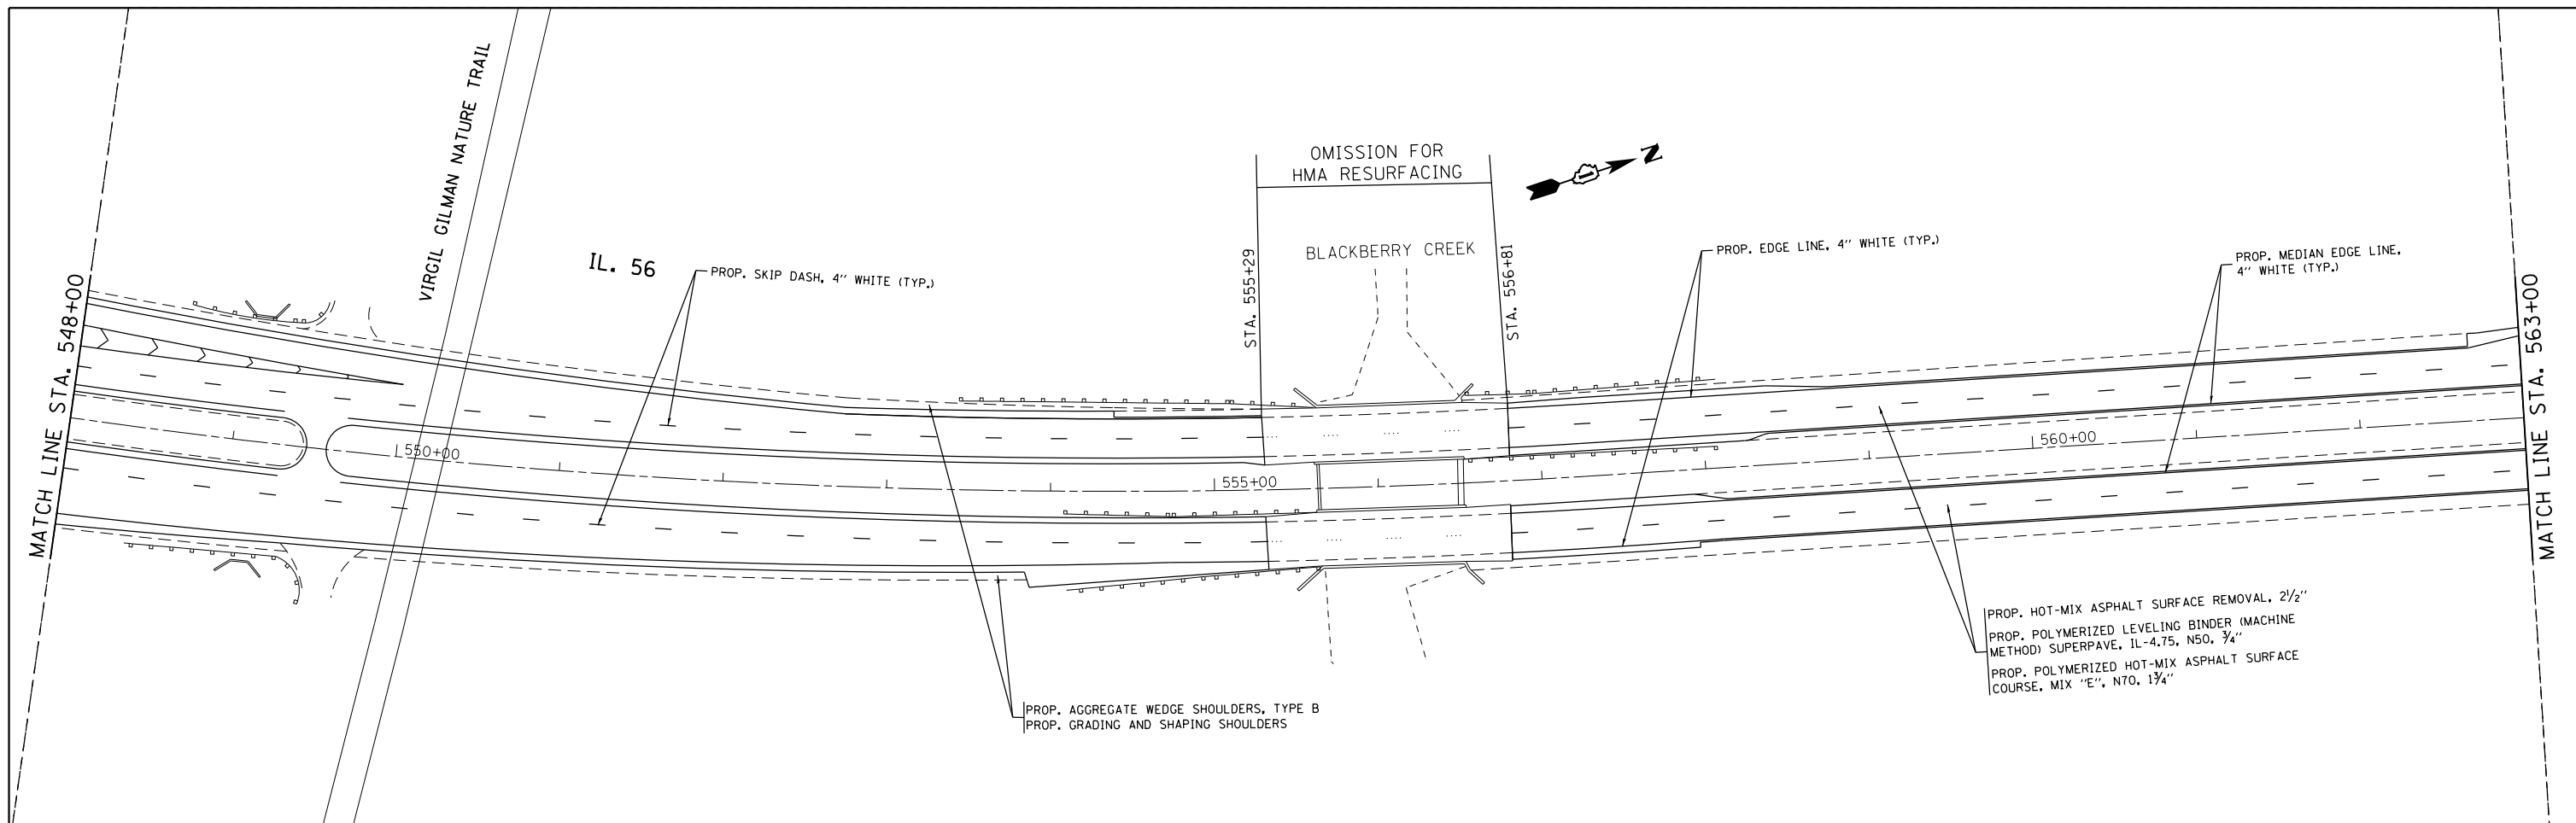 MATCH LINE STA. 548+00
VIRGIL GILMAN NATURE TRAIL
IL. 56
PROP. SKIP DASH, 4" WHITE (TYP.)
OMISSION FOR
HMA RESURFACING
STA. 555+29
BLACKBERRY CREEK
STA. 556+81
N
PROP. EDGE LINE, 4" WHITE (TYP.)
PROP. MEDIAN EDGE LINE,
4" WHITE (TYP.)
MATCH LINE STA. 563+00
550+00
555+00
560+00
PROP. AGGREGATE WEDGE SHOULDERS, TYPE B
PROP. GRADING AND SHAPING SHOULDERS
PROP. HOT-MIX ASPHALT SURFACE REMOVAL, 2½"
PROP. POLYMERIZED LEVELING BINDER (MACHINE
METHOD) SUPERPAVE, IL-4.75, N50, ¾"
PROP. POLYMERIZED HOT-MIX ASPHALT SURFACE
COURSE, MIX "E", N70, 1¾"